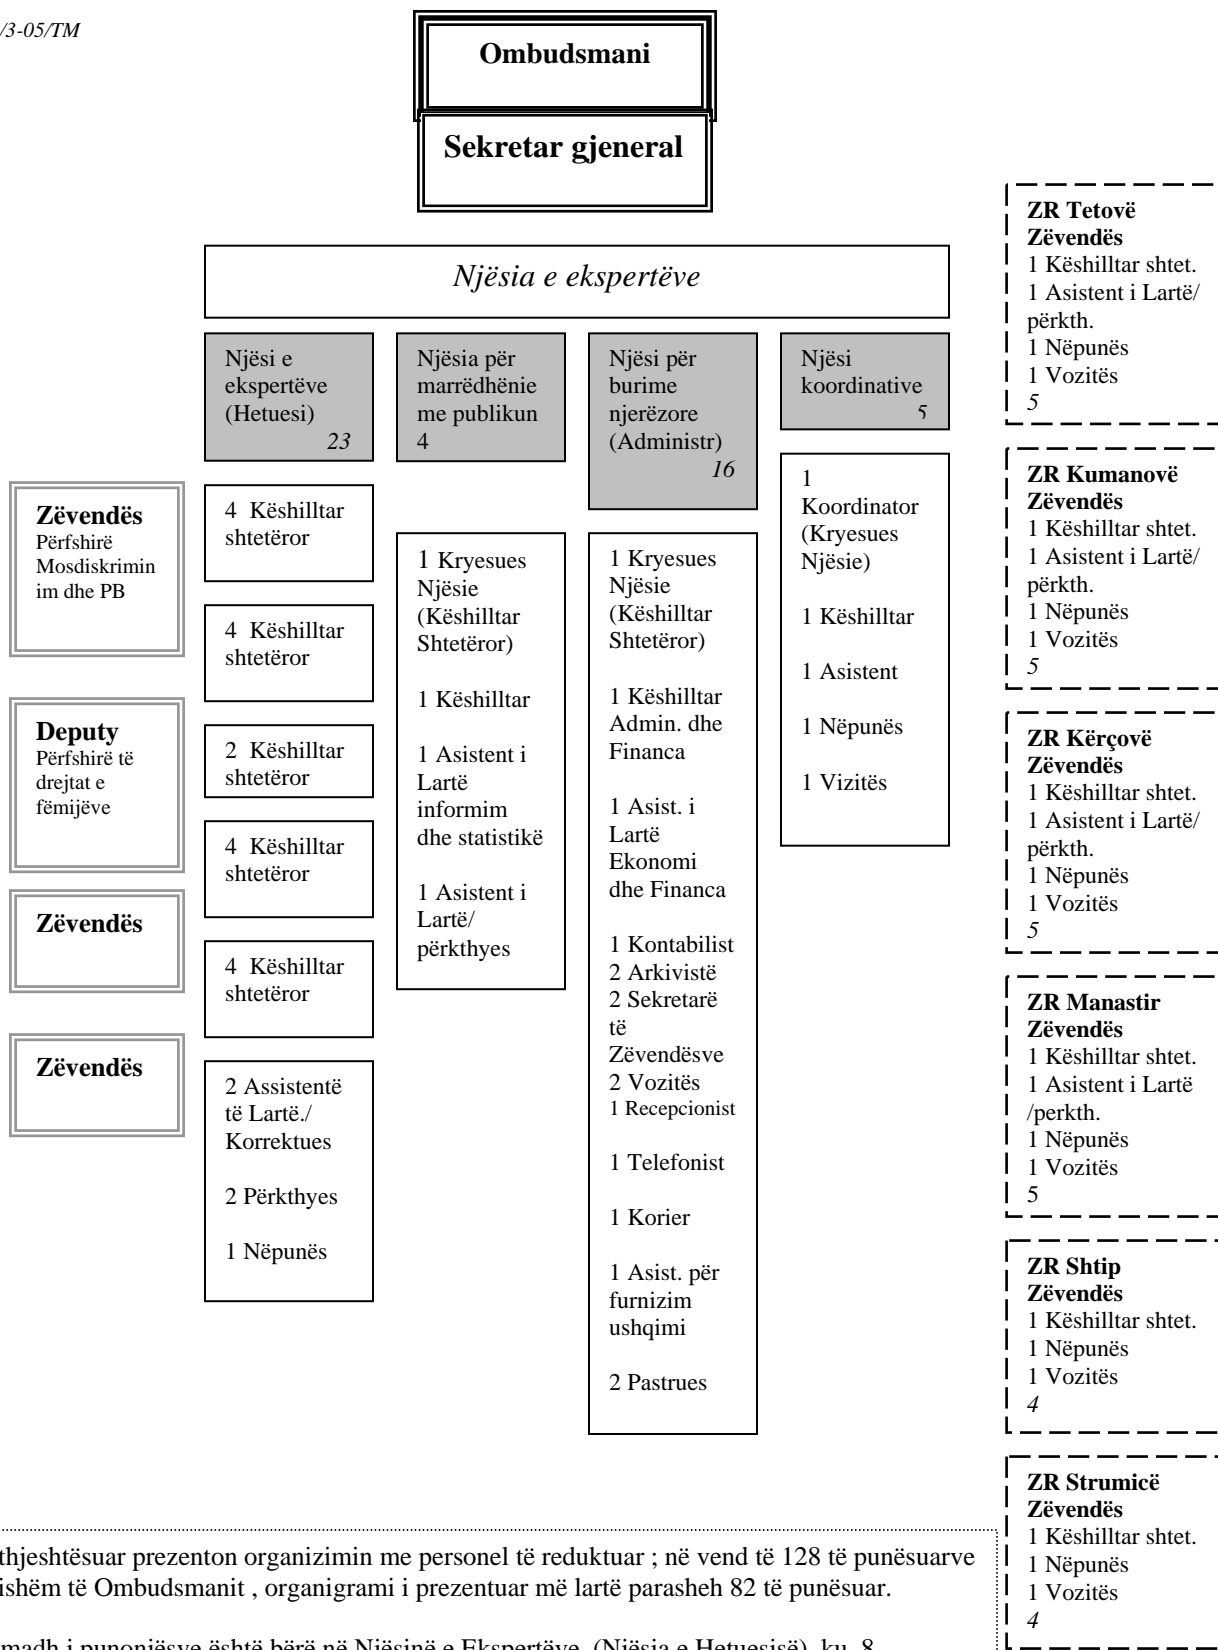 /3-05/TM
Ombudsmani
Sekretar gjeneral
Njësia e ekspertëve
Njësi e
ekspertëve
(Hetuesi)
23
Njësia për
marrëdhënie
me publikun
4
Njësi për
burime
njerëzore
(Administr)
16
Njësi
koordinative
5
Zëvendës
Përfshirë
Mosdiskrimin
im dhe PB
Deputy
Përfshirë të
drejtat e
fëmijëve
Zëvendës
Zëvendës
4 Këshilltar
shtetëror
4 Këshilltar
shtetëror
2 Këshilltar
shtetëror
4 Këshilltar
shtetëror
4 Këshilltar
shtetëror
2 Assistentë
të Lartë./
Korrektues
2 Përkthyes
1 Nëpunës
1 Kryesues
Njësie
(Këshilltar
Shtetëror)
1 Këshilltar
1 Asistent i
Lartë
informim
dhe statistikë
1 Asistent i
Lartë/
përkthyes
1 Kryesues
Njësie
(Këshilltar
Shtetëror)
1 Këshilltar
Admin. dhe
Financa
1 Asist. i
Lartë
Ekonomi
dhe Financa
1 Kontabilist
2 Arkivistë
2 Sekretarë
të
Zëvendësve
2 Vozitës
1 Recepcionist
1 Telefonist
1 Korier
1 Asist. për
furnizim
ushqimi
2 Pastrues
1
Koordinator
(Kryesues
Njësie)
1 Këshilltar
1 Asistent
1 Nëpunës
1 Vizitës
ZR Tetovë
Zëvendës
1 Këshilltar shtet.
1 Asistent i Lartë/
përkth.
1 Nëpunës
1 Vozitës
5
ZR Kumanovë
Zëvendës
1 Këshilltar shtet.
1 Asistent i Lartë/
përkth.
1 Nëpunës
1 Vozitës
5
ZR Kërçovë
Zëvendës
1 Këshilltar shtet.
1 Asistent i Lartë/
përkth.
1 Nëpunës
1 Vozitës
5
ZR Manastir
Zëvendës
1 Këshilltar shtet.
1 Asistent i Lartë
/perkth.
1 Nëpunës
1 Vozitës
5
ZR Shtip
Zëvendës
1 Këshilltar shtet.
1 Nëpunës
1 Vozitës
4
ZR Strumicë
Zëvendës
1 Këshilltar shtet.
1 Nëpunës
1 Vozitës
4
thjeshtësuar prezenton organizimin me personel të reduktuar ; në vend të 128 të punësuarve
ishëm të Ombudsmanit , organigrami i prezentuar më lartë parasheh 82 të punësuar.
madh i punonjësve është bërë në Njësinë e Ekspertëve (Njësia e Hetuesisë), ku 8